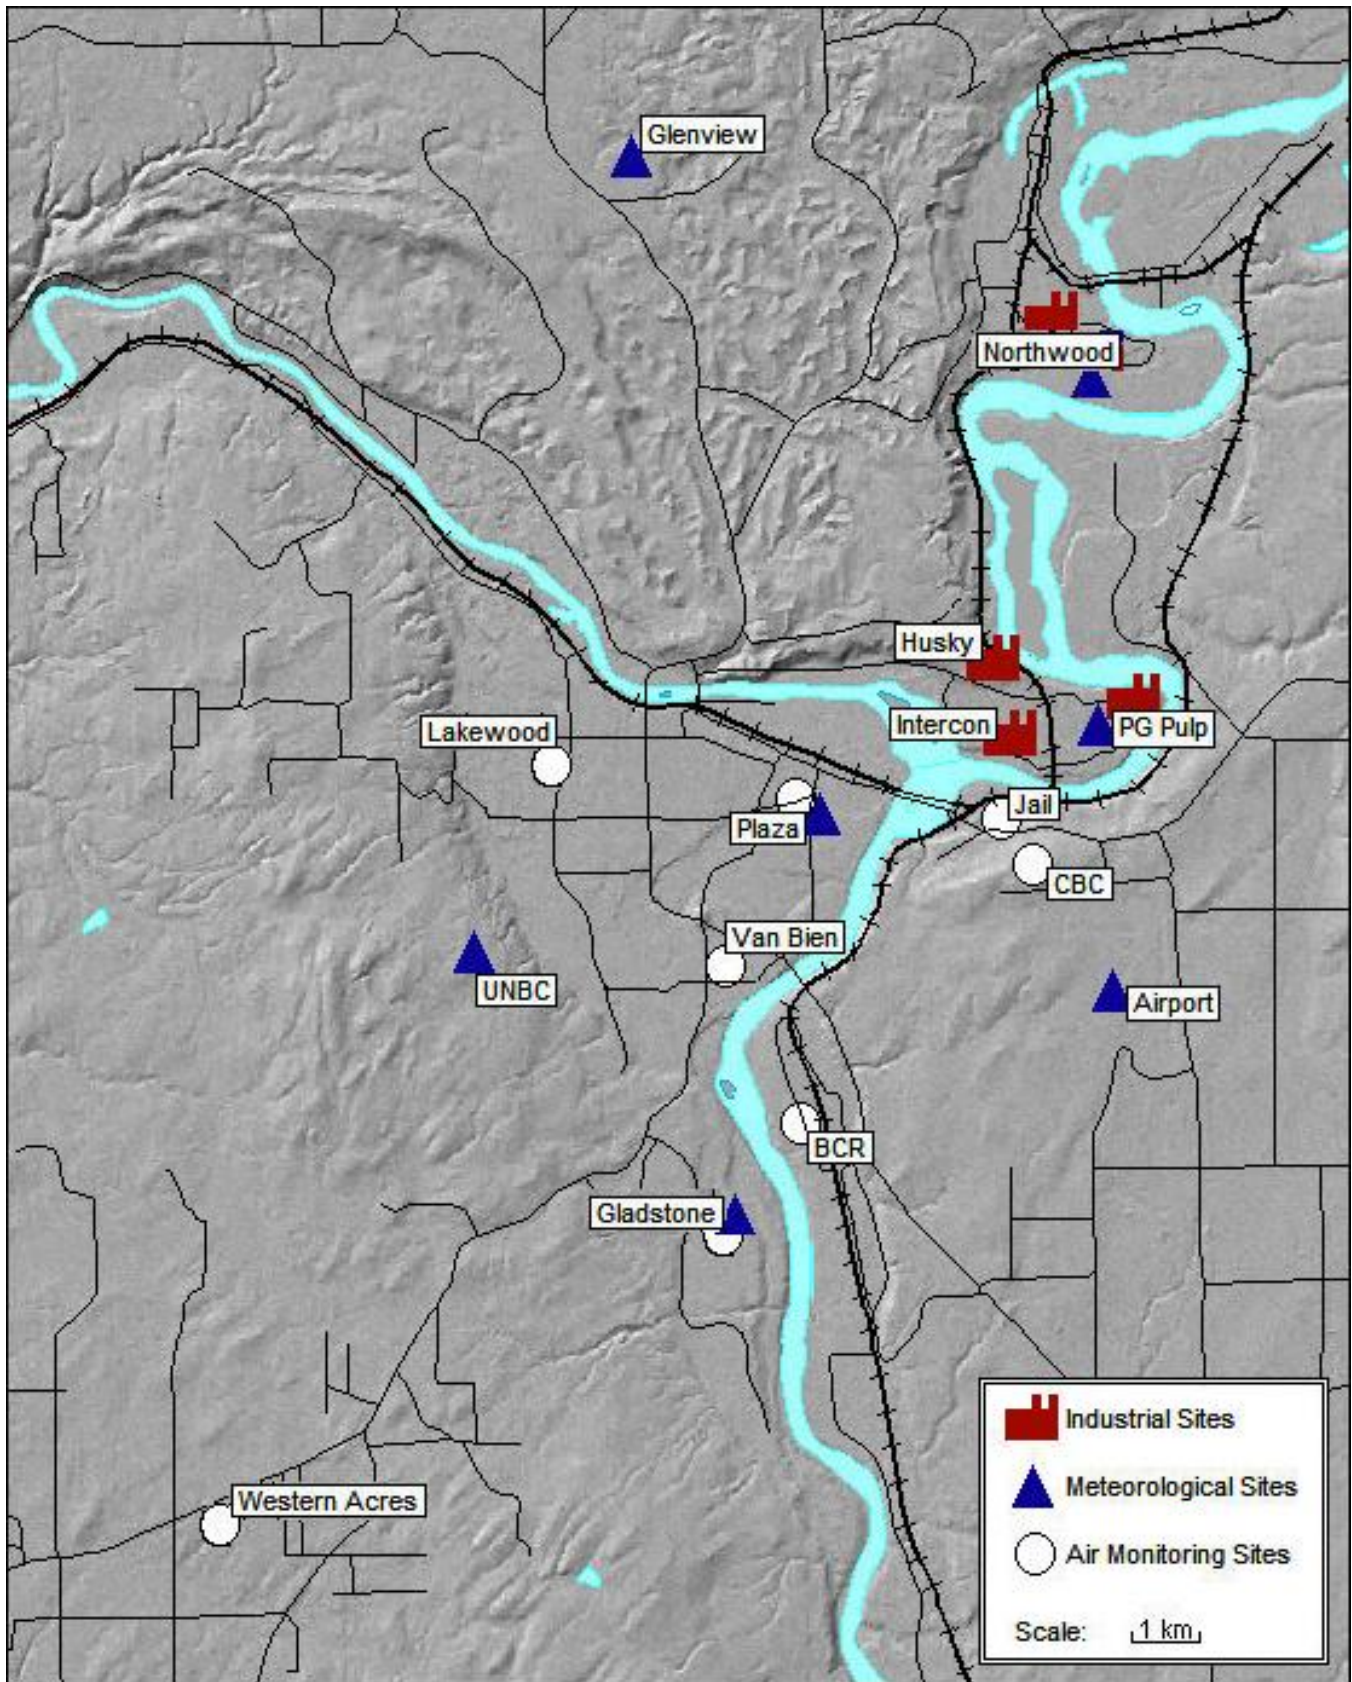 Glenview
Northwood
Husky
Intercon
PG Pulp
Lakewood
Jail
Plaza
CBC
Van Bien
UNBC
Airport
BCR
Gladstone
Western Acres
Industrial Sites
Meteorological Sites
Air Monitoring Sites
Scale: 1 km